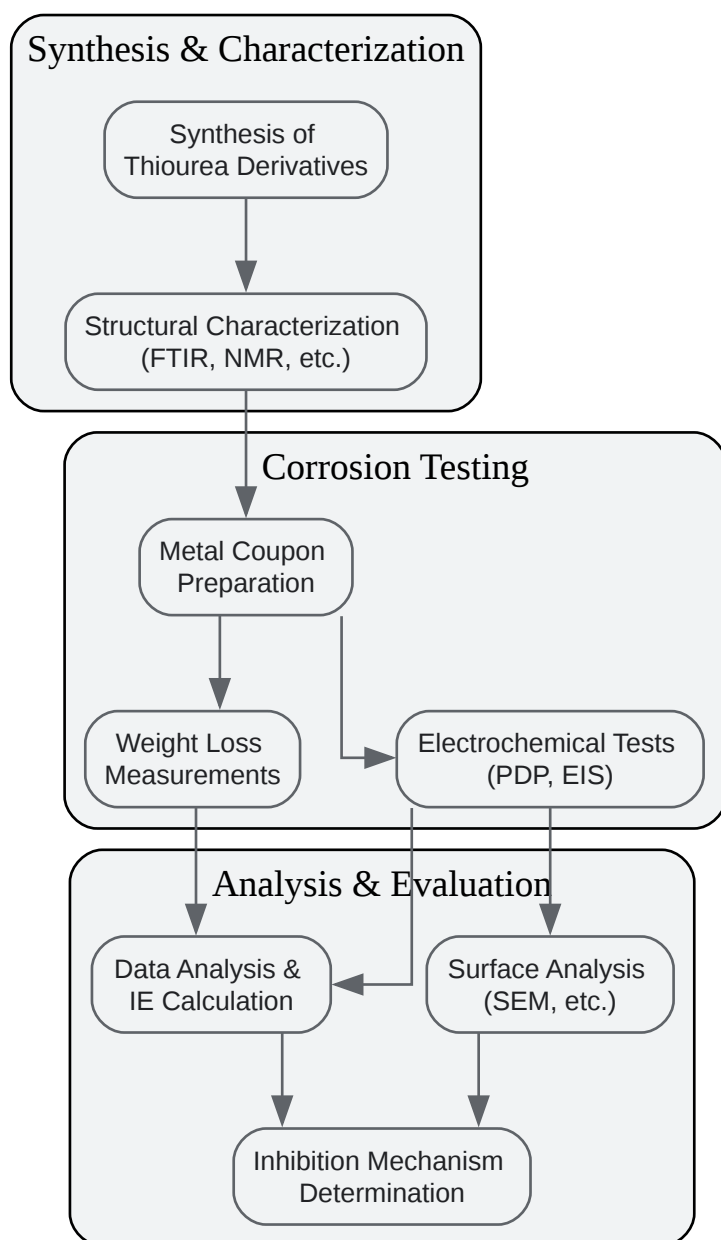 Synthesis & Characterization
Synthesis of
Thiourea Derivatives
Structural Characterization
(FTIR, NMR, etc.)
Corrosion Testing
Metal Coupon
Preparation
Weight Loss
Measurements
Electrochemical Tests
(PDP, EIS)
Analysis & Evaluation
Data Analysis &
IE Calculation
Surface Analysis
(SEM, etc.)
Inhibition Mechanism
Determination